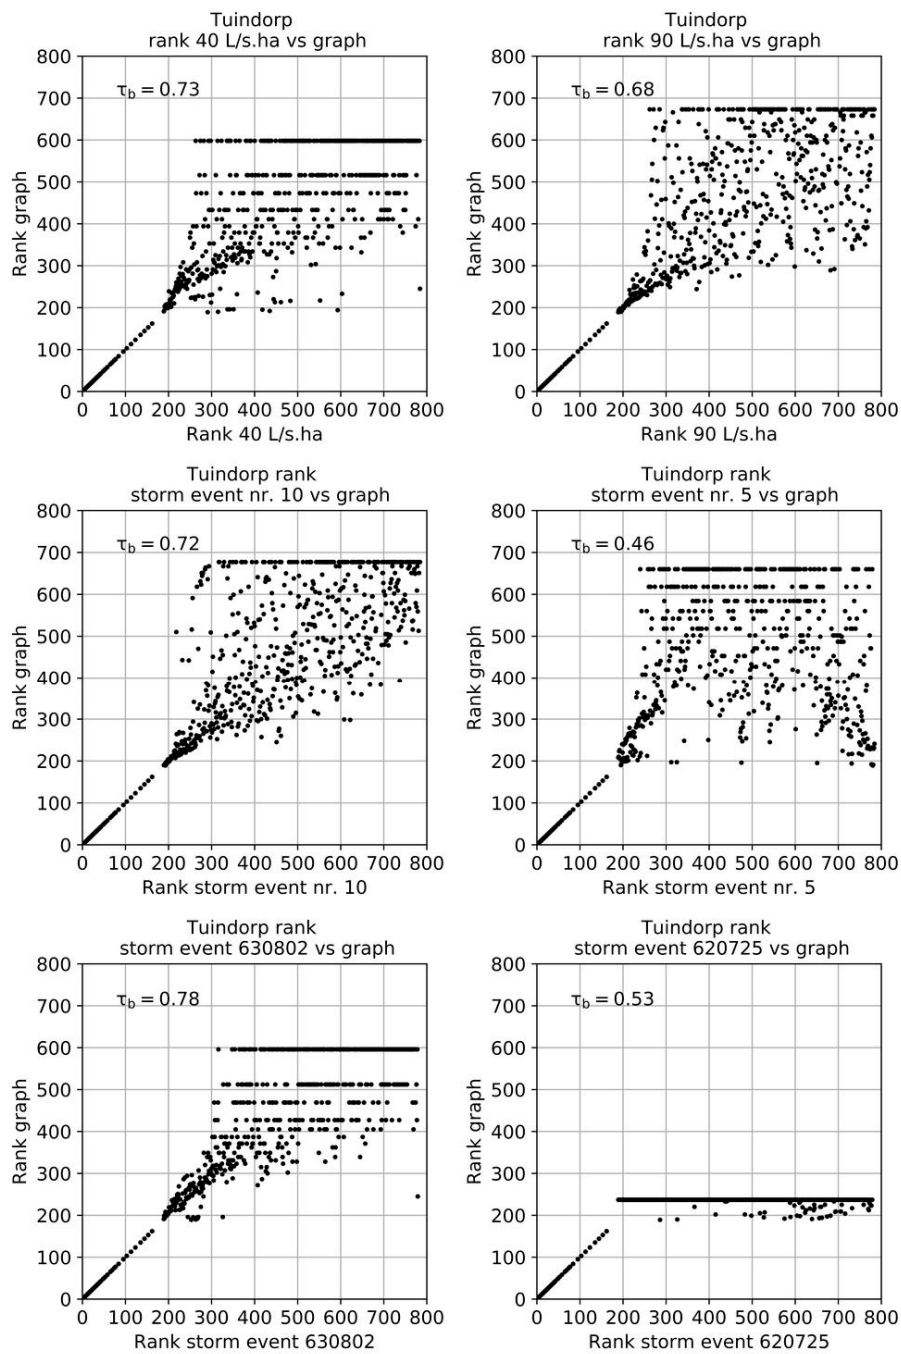 Tuindorp
rank 40 L/s.ha vs graph
800
700
600
500
400
300
200
100
0
Rank graph
τb = 0.73
0 100 200 300 400 500 600 700 800
Rank 40 L/s.ha
Tuindorp
rank 90 L/s.ha vs graph
800
700
600
500
400
300
200
100
0
Rank graph
τb = 0.68
0 100 200 300 400 500 600 700 800
Rank 90 L/s.ha
Tuindorp rank
storm event nr. 10 vs graph
800
700
600
500
400
300
200
100
0
Rank graph
τb = 0.72
0 100 200 300 400 500 600 700 800
Rank storm event nr. 10
Tuindorp rank
storm event nr. 5 vs graph
800
700
600
500
400
300
200
100
0
Rank graph
τb = 0.46
0 100 200 300 400 500 600 700 800
Rank storm event nr. 5
Tuindorp rank
storm event 630802 vs graph
800
700
600
500
400
300
200
100
0
Rank graph
τb = 0.78
0 100 200 300 400 500 600 700 800
Rank storm event 630802
Tuindorp rank
storm event 620725 vs graph
800
700
600
500
400
300
200
100
0
Rank graph
τb = 0.53
0 100 200 300 400 500 600 700 800
Rank storm event 620725